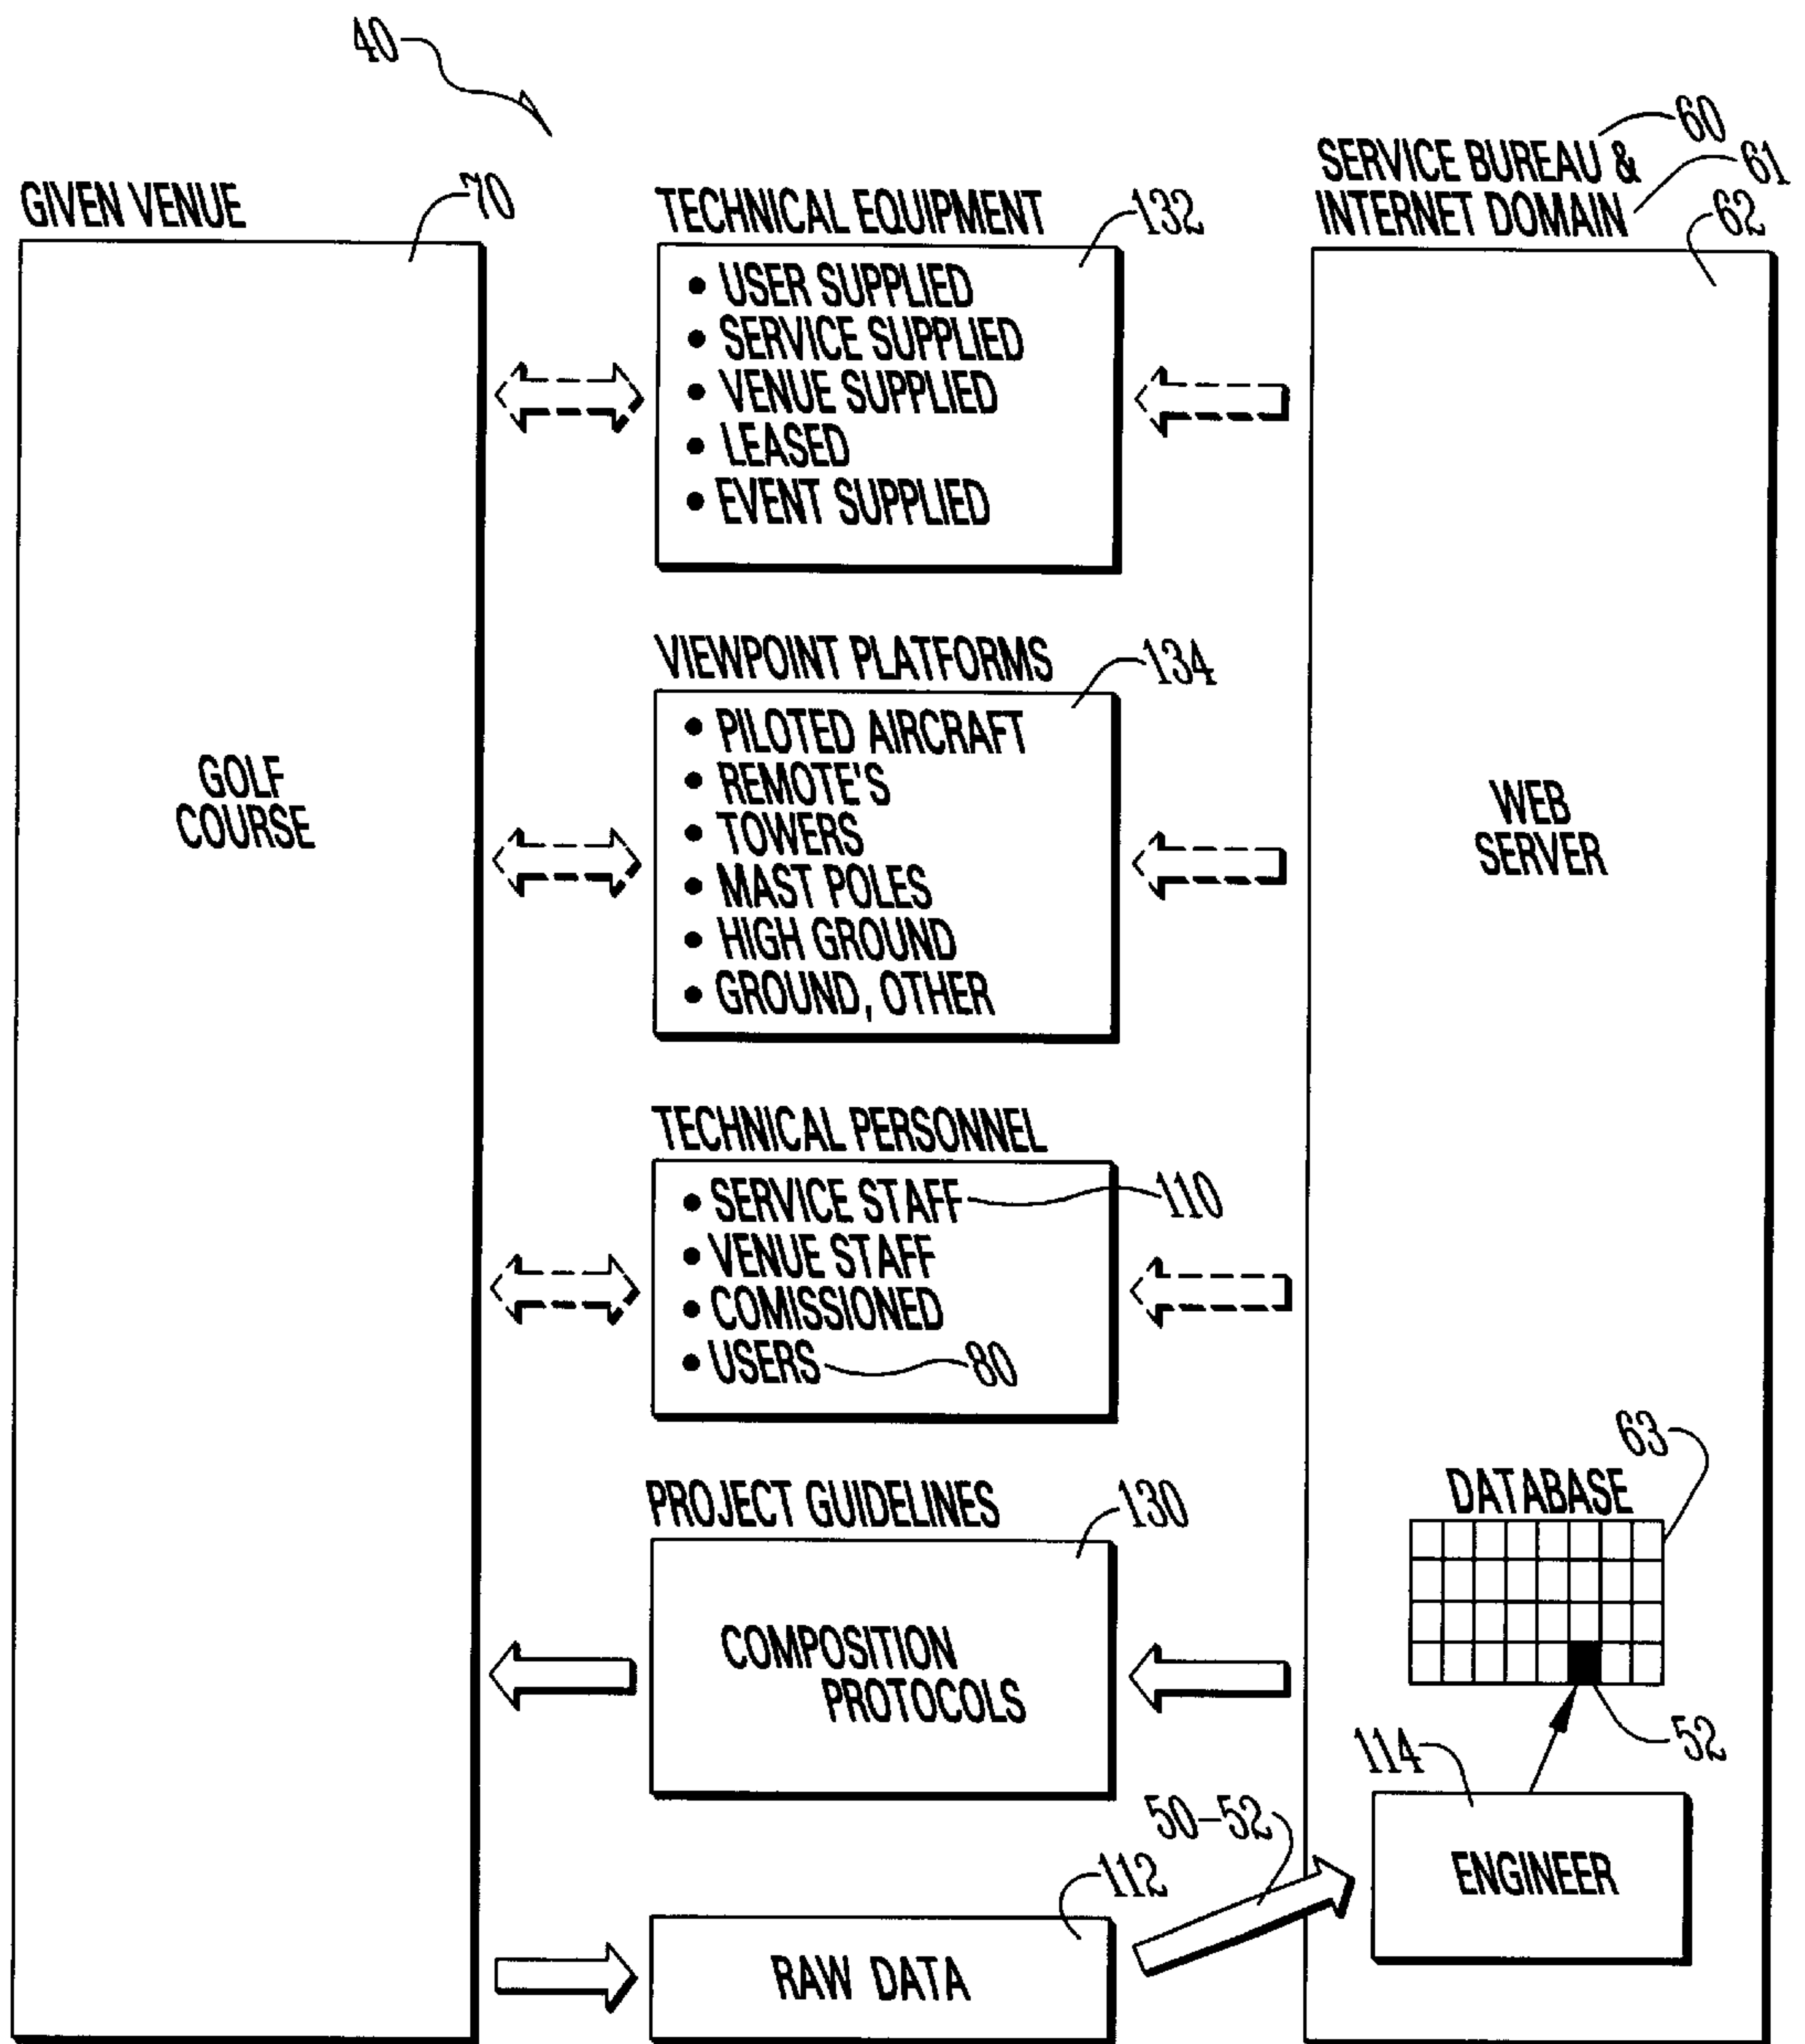 40
GIVEN VENUE
70
GOLF
COURSE
TECHNICAL EQUIPMENT
132
• USER SUPPLIED
• SERVICE SUPPLIED
• VENUE SUPPLIED
• LEASED
• EVENT SUPPLIED
VIEWPOINT PLATFORMS
134
• PILOTED AIRCRAFT
• REMOTE'S
• TOWERS
• MAST POLES
• HIGH GROUND
• GROUND, OTHER
TECHNICAL PERSONNEL
• SERVICE STAFF 110
• VENUE STAFF
• COMISSIONED
• USERS 80
PROJECT GUIDELINES
130
COMPOSITION
PROTOCOLS
112
RAW DATA
50-52
SERVICE BUREAU & 60
INTERNET DOMAIN 61
62
WEB
SERVER
63
DATABASE
52
114
ENGINEER